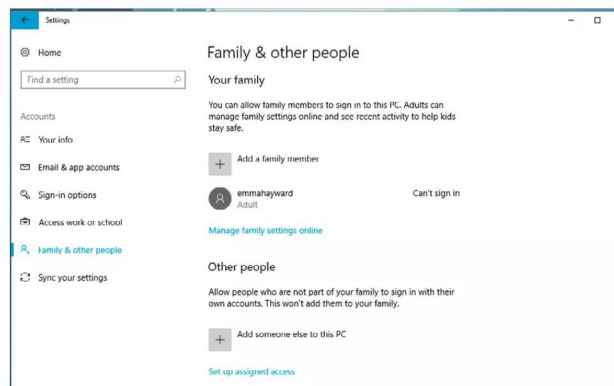 Settings
Home
Find a setting
Accounts
Your info
Email & app accounts
Sign-in options
Access work or school
Family & other people
Sync your settings
Family & other people
Your family
You can allow family members to sign in to this PC. Adults can
manage family settings online and see recent activity to help kids
stay safe.
Add a family member
emmahayward
Can't sign in
Adult
Manage family settings online
Other people
Allow people who are not part of your family to sign in with their
own accounts. This won't add them to your family.
Add someone else to this PC
Set up assigned access